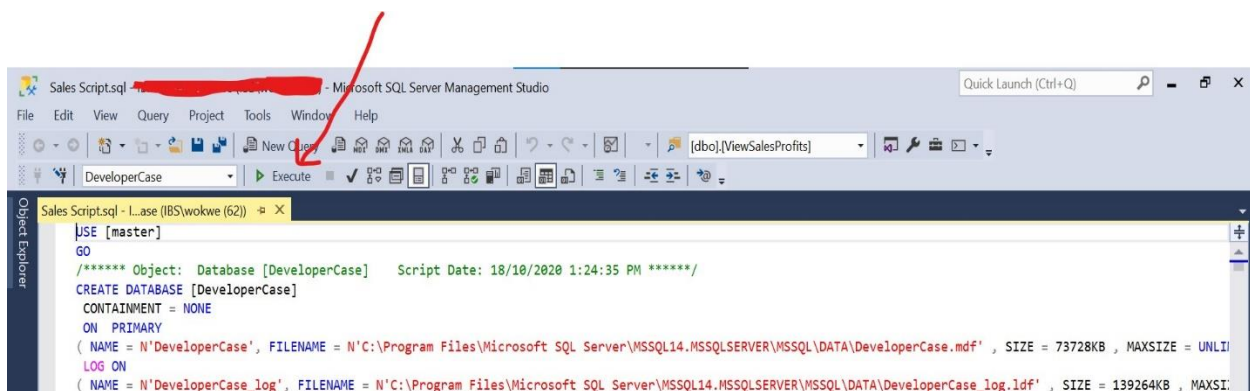 Sales Script.sql - - Microsoft SQL Server Management Studio
Quick Launch (Ctrl+Q)
File Edit View Query Project Tools Window Help
New Query MDX DMX XMLA DAX [dbo].[ViewSalesProfits]
DeveloperCase Execute
Object Explorer
Sales Script.sql - I...ase (IBS\wokwe (62))
USE [master]
GO
/****** Object: Database [DeveloperCase] Script Date: 18/10/2020 1:24:35 PM ******/
CREATE DATABASE [DeveloperCase]
CONTAINMENT = NONE
ON PRIMARY
( NAME = N'DeveloperCase', FILENAME = N'C:\Program Files\Microsoft SQL Server\MSSQL14.MSSQLSERVER\MSSQL\DATA\DeveloperCase.mdf' , SIZE = 73728KB , MAXSIZE =
LOG ON
( NAME = N'DeveloperCase_log', FILENAME = N'C:\Program Files\Microsoft SQL Server\MSSQL14.MSSQLSERVER\MSSQL\DATA\DeveloperCase_log.ldf' , SIZE = 139264KB ,